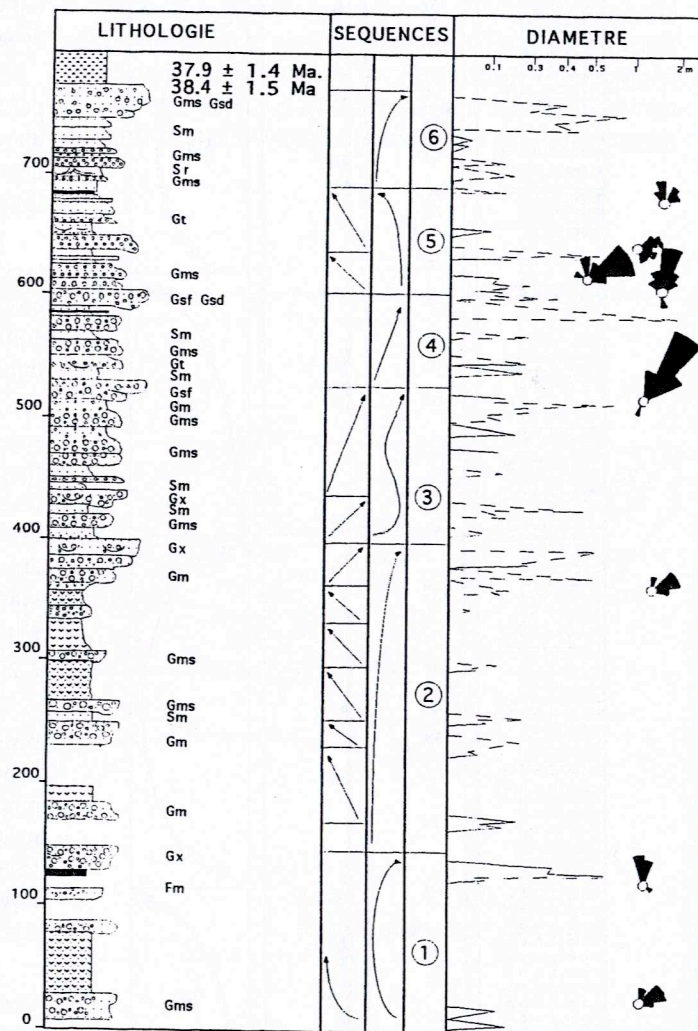 LITHOLOGIE SEQUENCES DIAMETRE
0.1 0.3 0.4 0.5 1 2m
37.9 ± 1.4 Ma.
38.4 ± 1.5 Ma
Gms Gsd
Sm
6
Gms
700
Sr
Gms
Gt
5
Gms
600
Gsf Gsd
Sm
4
Gms
Gt
Sm
Gsf
500
Gm
Gms
Gms
Sm
Gx
3
Sm
Gms
400
Gx
Gm
300
Gms
2
Gms
Sm
Gm
200
Gm
Gx
Fm
100
1
Gms
0